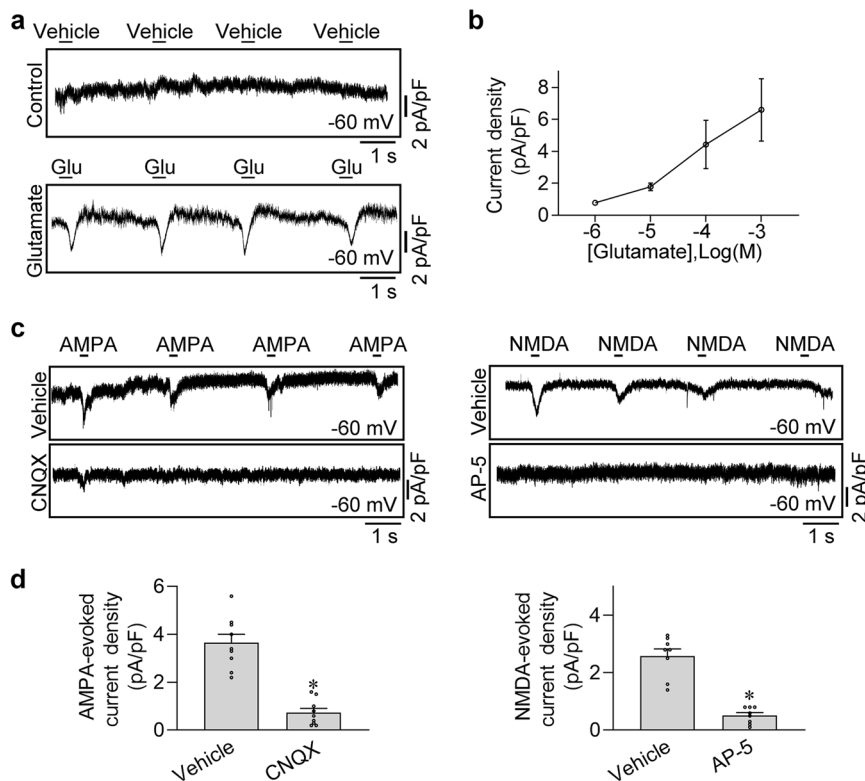 a
Vehicle Vehicle Vehicle Vehicle
Control
-60 mV
2 pA/pF
1 s
Glu Glu Glu Glu
Glutamate
-60 mV
2 pA/pF
1 s
b
Current density
(pA/pF)
8
6
4
2
0
-6 -5 -4 -3
[Glutamate],Log(M)
c
AMPA AMPA AMPA AMPA
Vehicle
-60 mV
CNQX
-60 mV
2 pA/pF
1 s
NMDA NMDA NMDA NMDA
Vehicle
-60 mV
AP-5
-60 mV
2 pA/pF
1 s
d
AMPA-evoked
current density
(pA/pF)
6
4
2
0
*
Vehicle CNQX
NMDA-evoked
current density
(pA/pF)
4
2
0
*
Vehicle AP-5